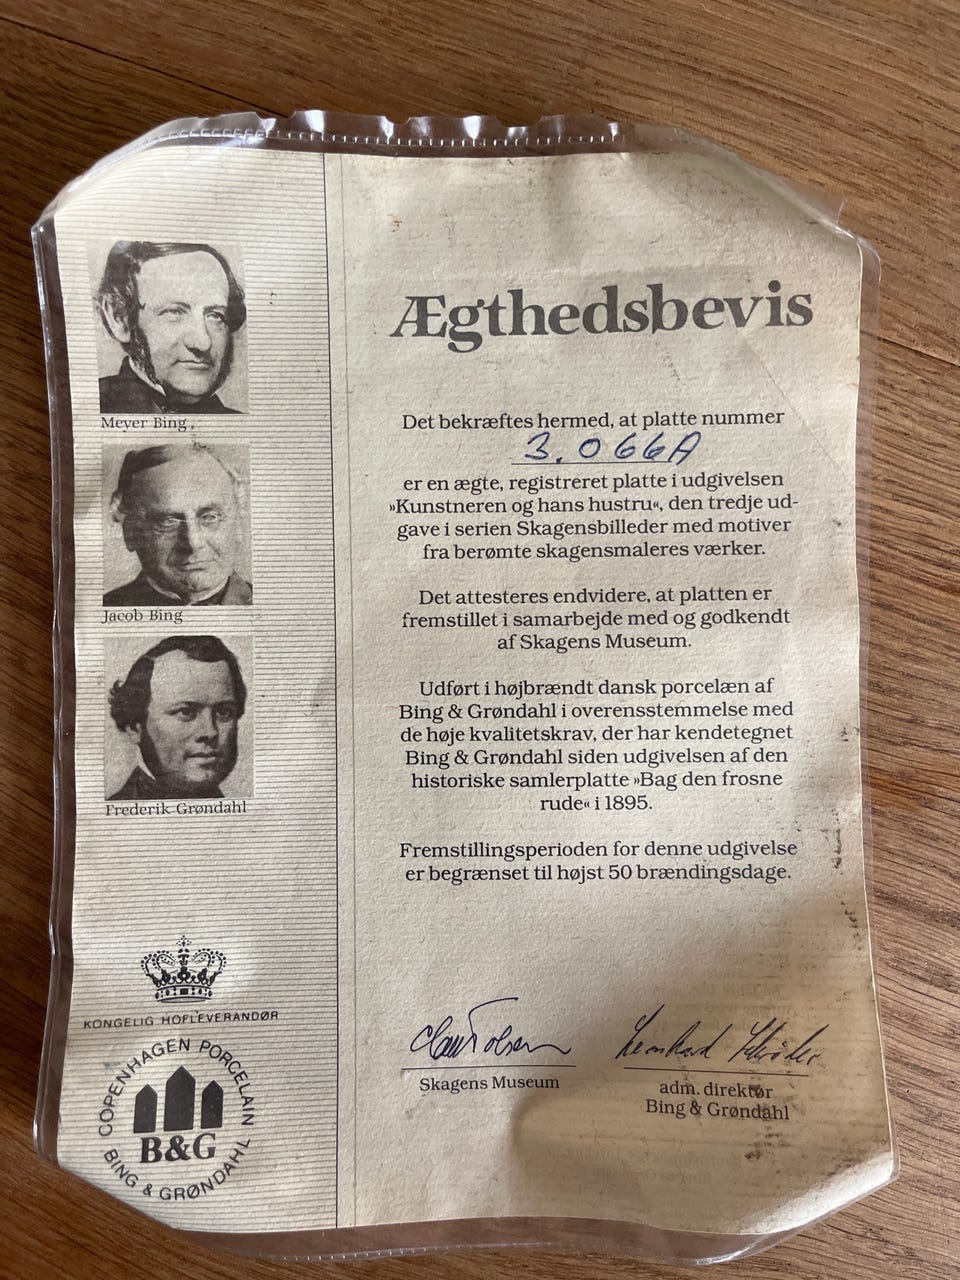 Meyer Bing
Jacob Bing
Frederik Grøndahl
KONGELIG HOFLEVERANDØR
COPENHAGEN PORCELAIN
B&G
BING & GRØNDAHL
Ægthedsbevis
Det bekræftes hermed, at platte nummer
3.066A
er en ægte, registreret platte i udgivelsen
»Kunstneren og hans hustru«, den tredje ud-
gave i serien Skagensbilleder med motiver
fra berømte skagensmaleres værker.
Det attesteres endvidere, at platten er
fremstillet i samarbejde med og godkendt
af Skagens Museum.
Udført i højbrændt dansk porcelæn af
Bing & Grøndahl i overensstemmelse med
de høje kvalitetskrav, der har kendetegnet
Bing & Grøndahl siden udgivelsen af den
historiske samlerplatte »Bag den frosne
rude« i 1895.
Fremstillingsperioden for denne udgivelse
er begrænset til højst 50 brændingsdage.
Skagens Museum
adm. direktør
Bing & Grøndahl